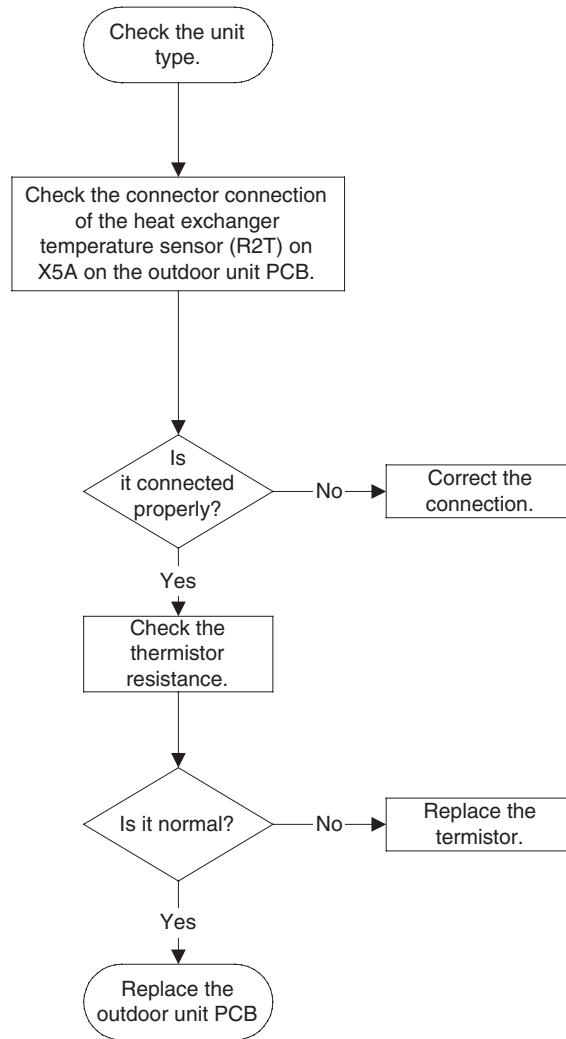 Check the unit
type.
Check the connector connection
of the heat exchanger
temperature sensor (R2T) on
X5A on the outdoor unit PCB.
Is
it connected
properly?
No
Correct the
connection.
Yes
Check the
thermistor
resistance.
Is it normal?
No
Replace the
termistor.
Yes
Replace the
outdoor unit PCB